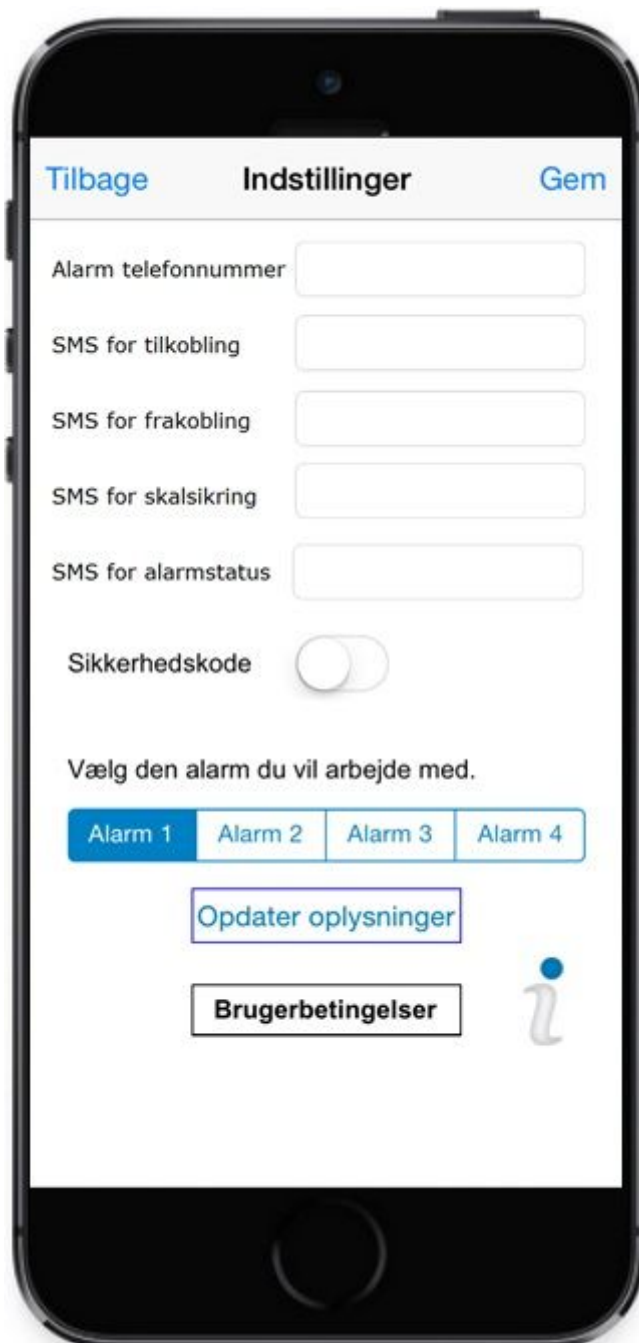 Tilbage Indstillinger Gem
Alarm telefonnummer
SMS for tilkobling
SMS for frakobling
SMS for skalsikring
SMS for alarmstatus
Sikkerhedskode
Vælg den alarm du vil arbejde med.
Alarm 1 Alarm 2 Alarm 3 Alarm 4
Opdater oplysninger
Brugerbetingelser
i